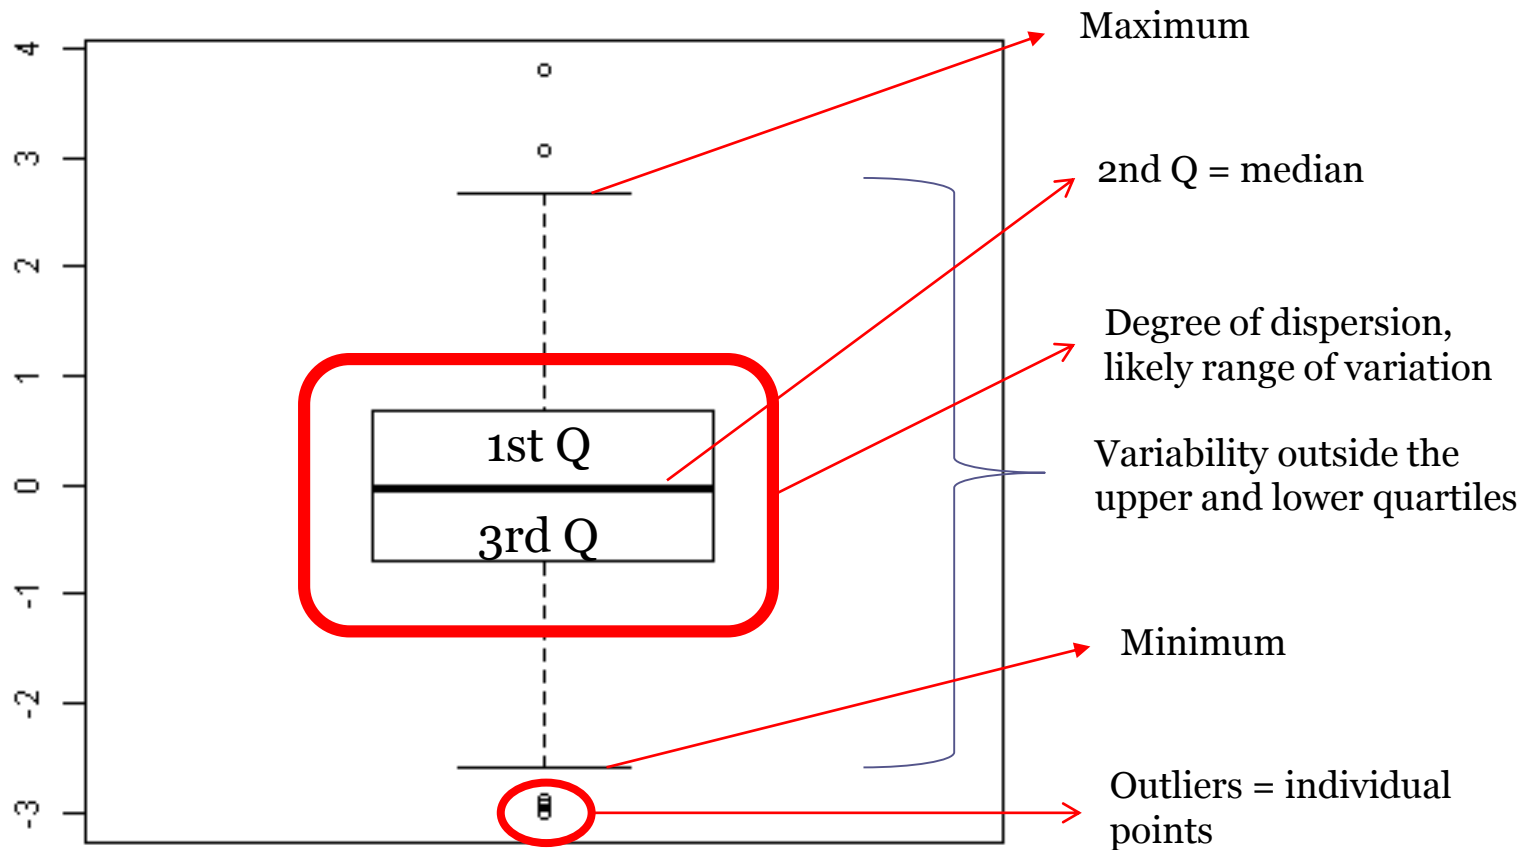 Maximum
2nd Q = median
Degree of dispersion,
likely range of variation
Variability outside the
upper and lower quartiles
Minimum
Outliers = individual
points
4
3
2
1
0
-1
-2
-3
1st Q
3rd Q